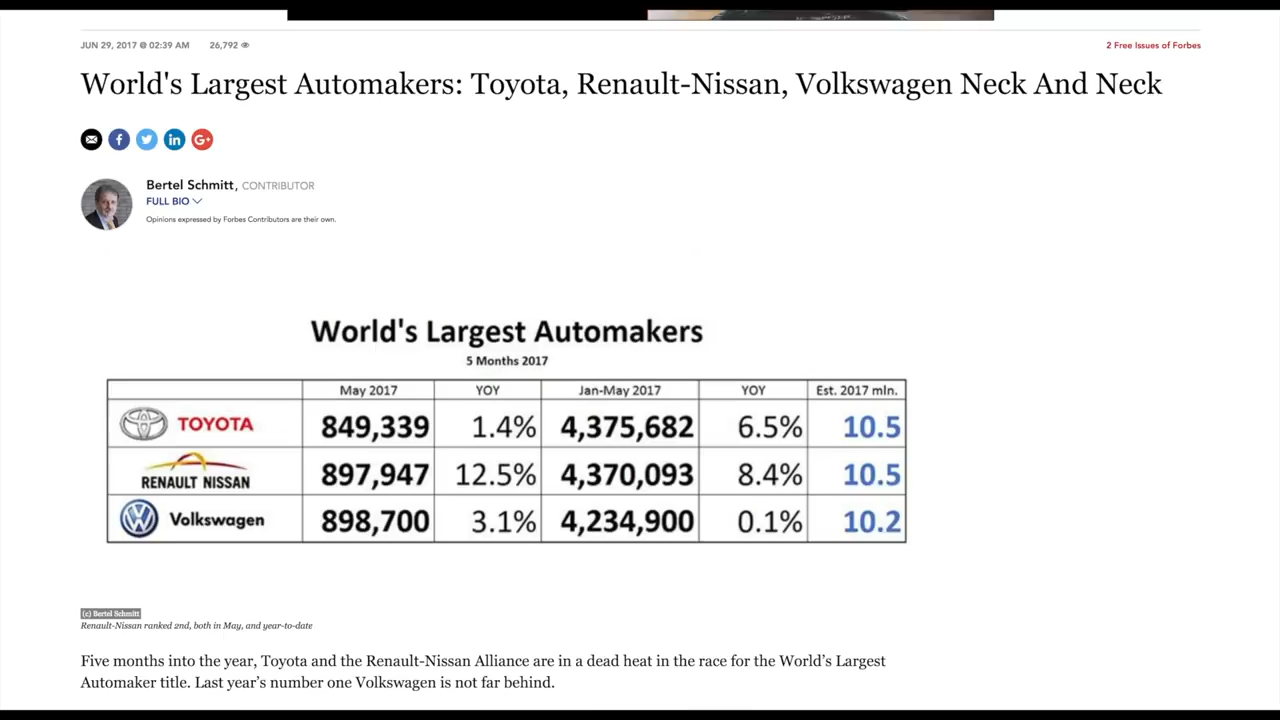 JUN 29, 2017 @ 02:39 AM 26,792
2 Free Issues of Forbes
World's Largest Automakers: Toyota, Renault-Nissan, Volkswagen Neck And Neck
Bertel Schmitt, CONTRIBUTOR
FULL BIO
Opinions expressed by Forbes Contributors are their own.
World's Largest Automakers
5 Months 2017
May 2017 YOY Jan-May 2017 YOY Est. 2017 mln.
TOYOTA 849,339 1.4% 4,375,682 6.5% 10.5
RENAULT NISSAN 897,947 12.5% 4,370,093 8.4% 10.5
Volkswagen 898,700 3.1% 4,234,900 0.1% 10.2
(c) Bertel Schmitt
Renault-Nissan ranked 2nd, both in May, and year-to-date
Five months into the year, Toyota and the Renault-Nissan Alliance are in a dead heat in the race for the World’s Largest
Automaker title. Last year’s number one Volkswagen is not far behind.